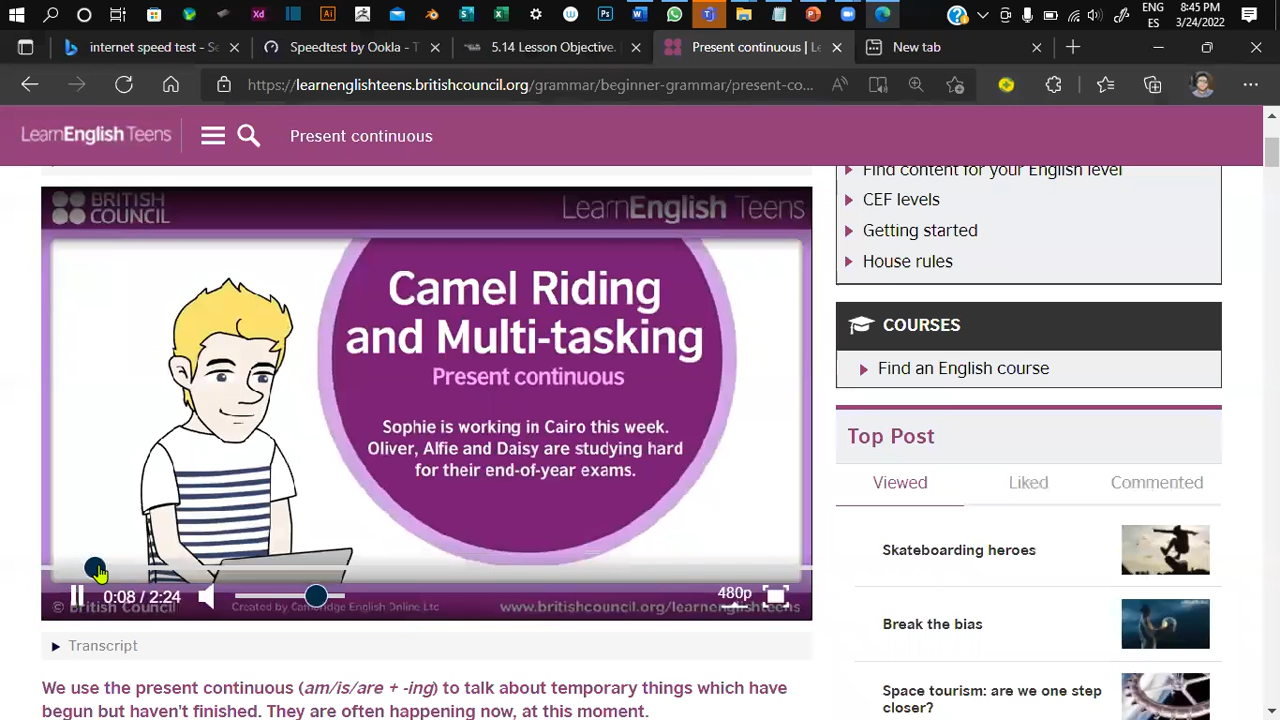 ENG
8:45 PM
ES
3/24/2022
internet speed test - Se
Speedtest by Ookla - T
5.14 Lesson Objective.
Present continuous | Le
New tab
https://learnenglishteens.britishcouncil.org/grammar/beginner-grammar/present-co...
LearnEnglish Teens
Present continuous
BRITISH
COUNCIL
LearnEnglish Teens
Camel Riding
and Multi-tasking
Present continuous
Sophie is working in Cairo this week.
Oliver, Alfie and Daisy are studying hard
for their end-of-year exams.
0:08 / 2:24
480p
© British Council
Created by Cambridge English Online Ltc
www.britishcouncil.org/learnenglishteens
Transcript
We use the present continuous (am/is/are + -ing) to talk about temporary things which have
begun but haven't finished. They are often happening now, at this moment.
Find content for your English level
CEF levels
Getting started
House rules
COURSES
Find an English course
Top Post
Viewed
Liked
Commented
Skateboarding heroes
Break the bias
Space tourism: are we one step
closer?